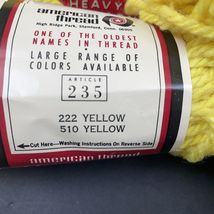 HEAVY
american
thread
High Ridge Park, Stamford, Conn. 06905
ONE OF THE OLDEST
NAMES IN THREAD
LARGE RANGE OF
COLORS AVAILABLE
ARTICLE
235
222 YELLOW
510 YELLOW
Cut Here—Washing Instructions On Reverse Side
american thread